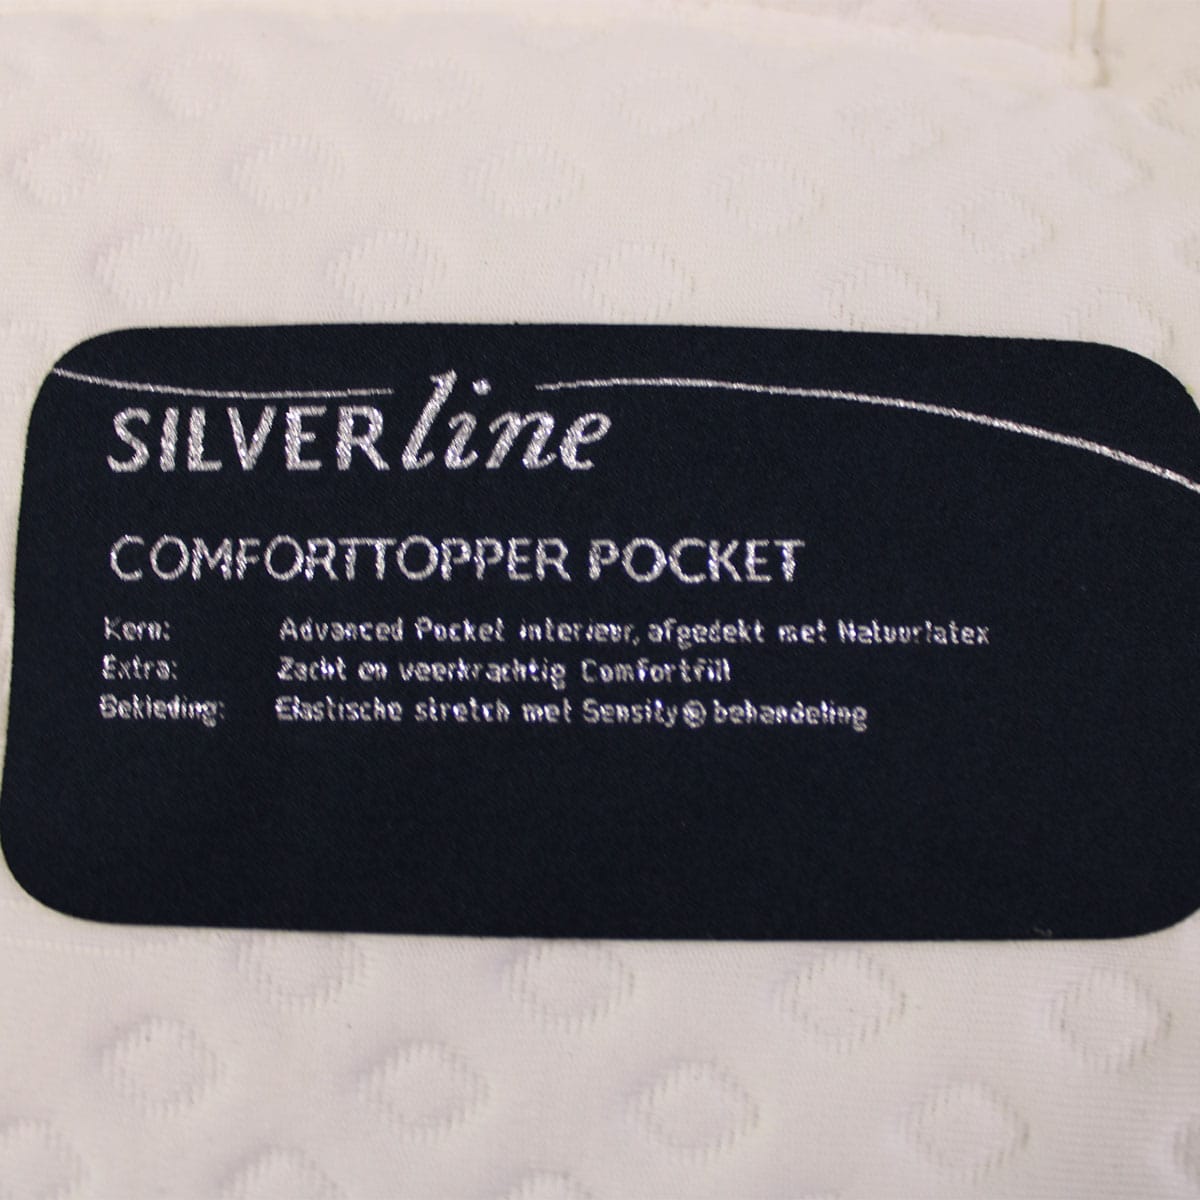 SILVERline
COMFORTTOPPER POCKET
Kern: Advanced Pocket interieur, afgedekt met Natuurlatex
Extra: Zacht en veerkrachtig Comfortfill
Bekleding: Elastische stretch met Sensity® behandeling